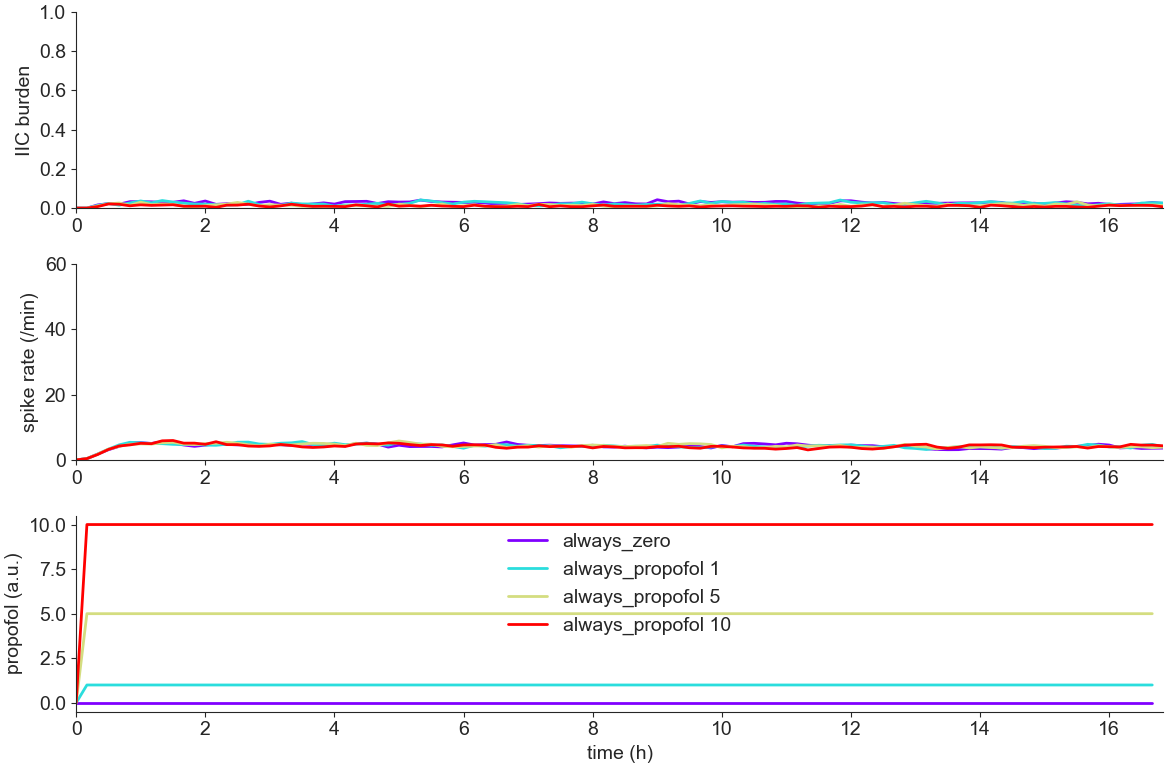 IIC burden
1.0
0.8
0.6
0.4
0.2
0.0
0 2 4 6 8 10 12 14 16
spike rate (/min)
60
40
20
0
0 2 4 6 8 10 12 14 16
propofol (a.u.)
10.0
7.5
5.0
2.5
0.0
always_zero
always_propofol 1
always_propofol 5
always_propofol 10
0 2 4 6 8 10 12 14 16
time (h)